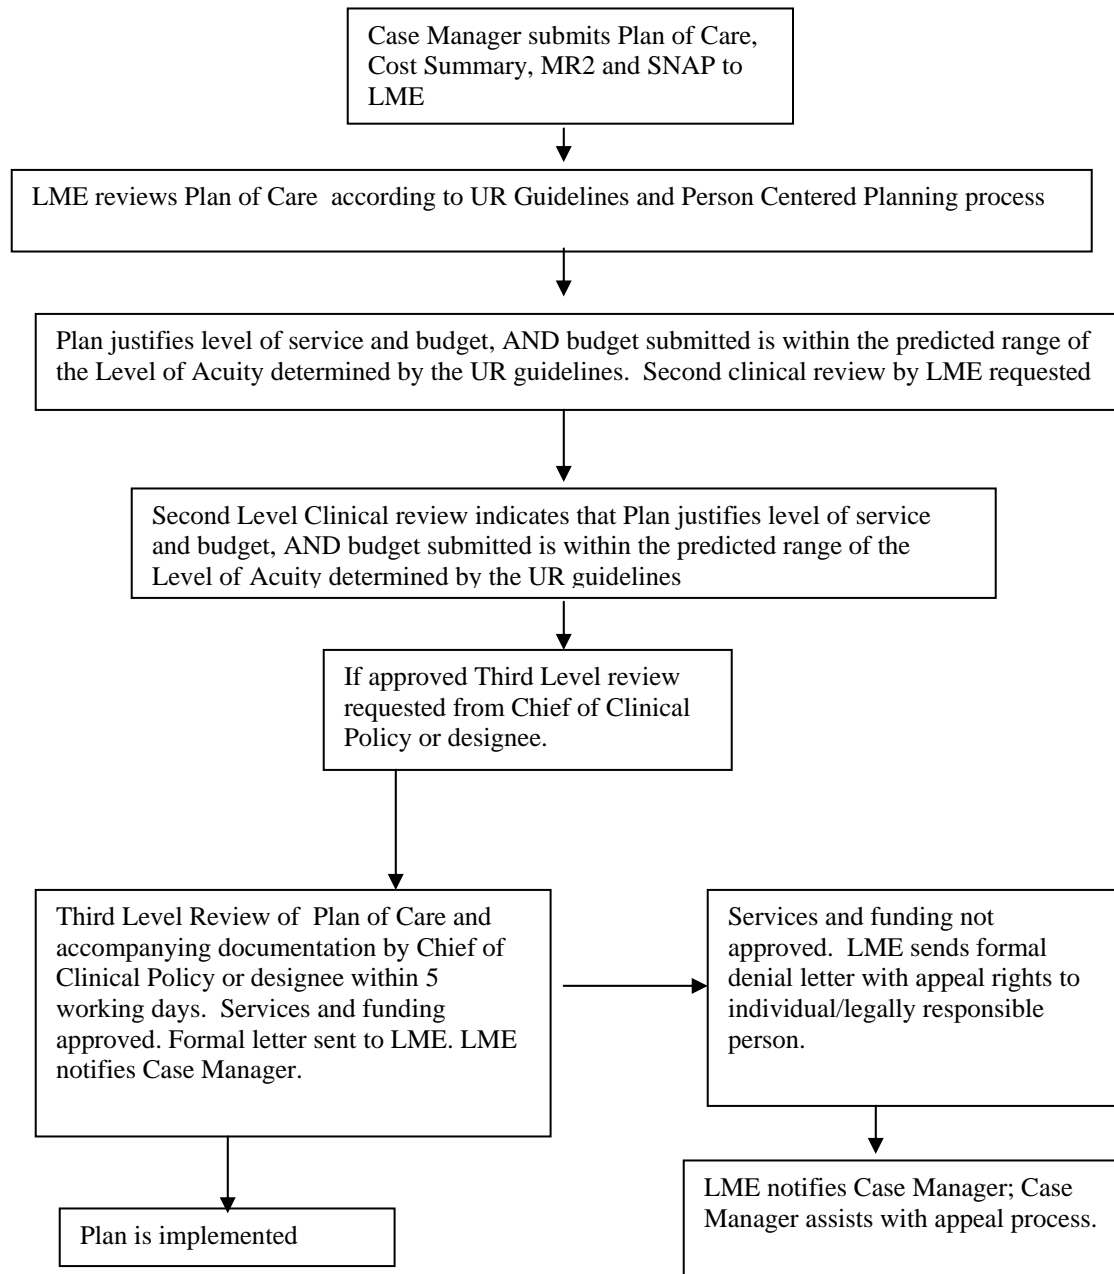 Case Manager submits Plan of Care,
Cost Summary, MR2 and SNAP to
LME
LME reviews Plan of Care  according to UR Guidelines and Person Centered Planning process
Plan justifies level of service and budget, AND budget submitted is within the predicted range of
the Level of Acuity determined by the UR guidelines.  Second clinical review by LME requested
Second Level Clinical review indicates that Plan justifies level of service
and budget, AND budget submitted is within the predicted range of the
Level of Acuity determined by the UR guidelines
If approved Third Level review
requested from Chief of Clinical
Policy or designee.
Third Level Review of  Plan of Care and
accompanying documentation by Chief of
Clinical Policy or designee within 5
working days.  Services and funding
approved. Formal letter sent to LME. LME
notifies Case Manager.
Services and funding not
approved.  LME sends formal
denial letter with appeal rights to
individual/legally responsible
person.
Plan is implemented
LME notifies Case Manager; Case
Manager assists with appeal process.